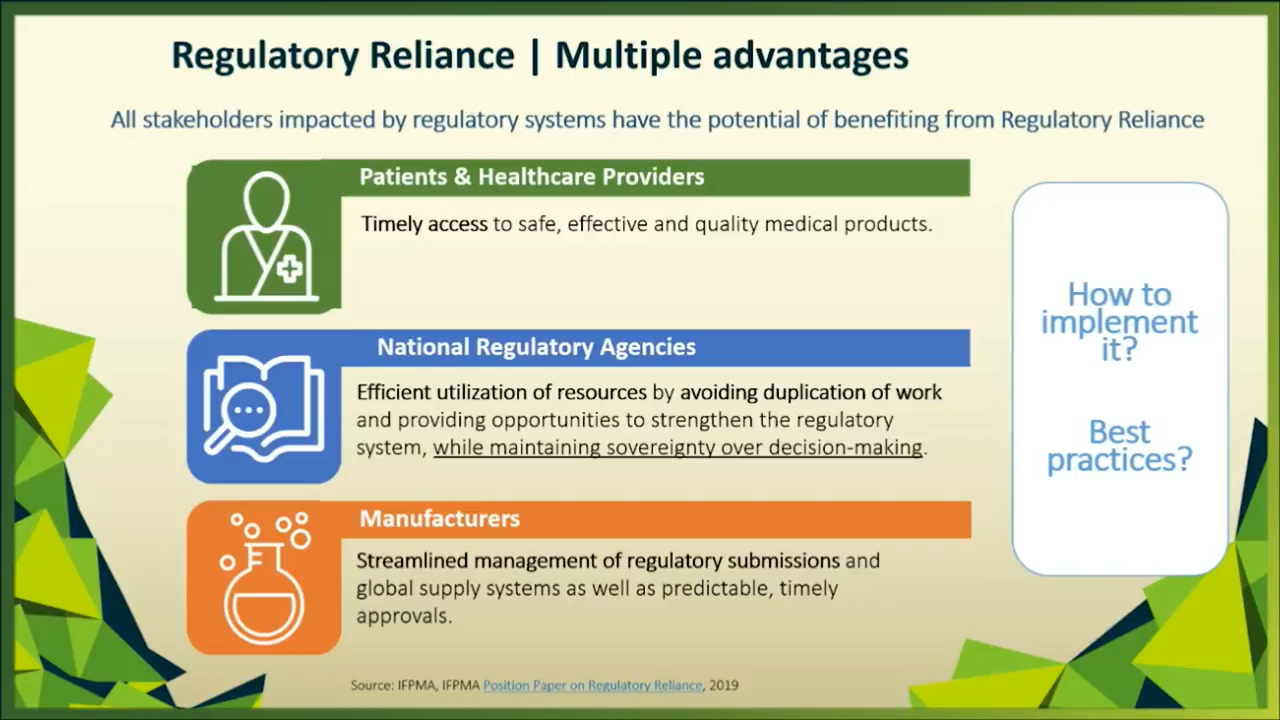 Regulatory Reliance | Multiple advantages
All stakeholders impacted by regulatory systems have the potential of benefiting from Regulatory Reliance
Patients & Healthcare Providers
Timely access to safe, effective and quality medical products.
National Regulatory Agencies
Efficient utilization of resources by avoiding duplication of work
and providing opportunities to strengthen the regulatory
system, while maintaining sovereignty over decision-making.
Manufacturers
Streamlined management of regulatory submissions and
global supply systems as well as predictable, timely
approvals.
How to
implement
it?
Best
practices?
Source: IFPMA, IFPMA Position Paper on Regulatory Reliance, 2019